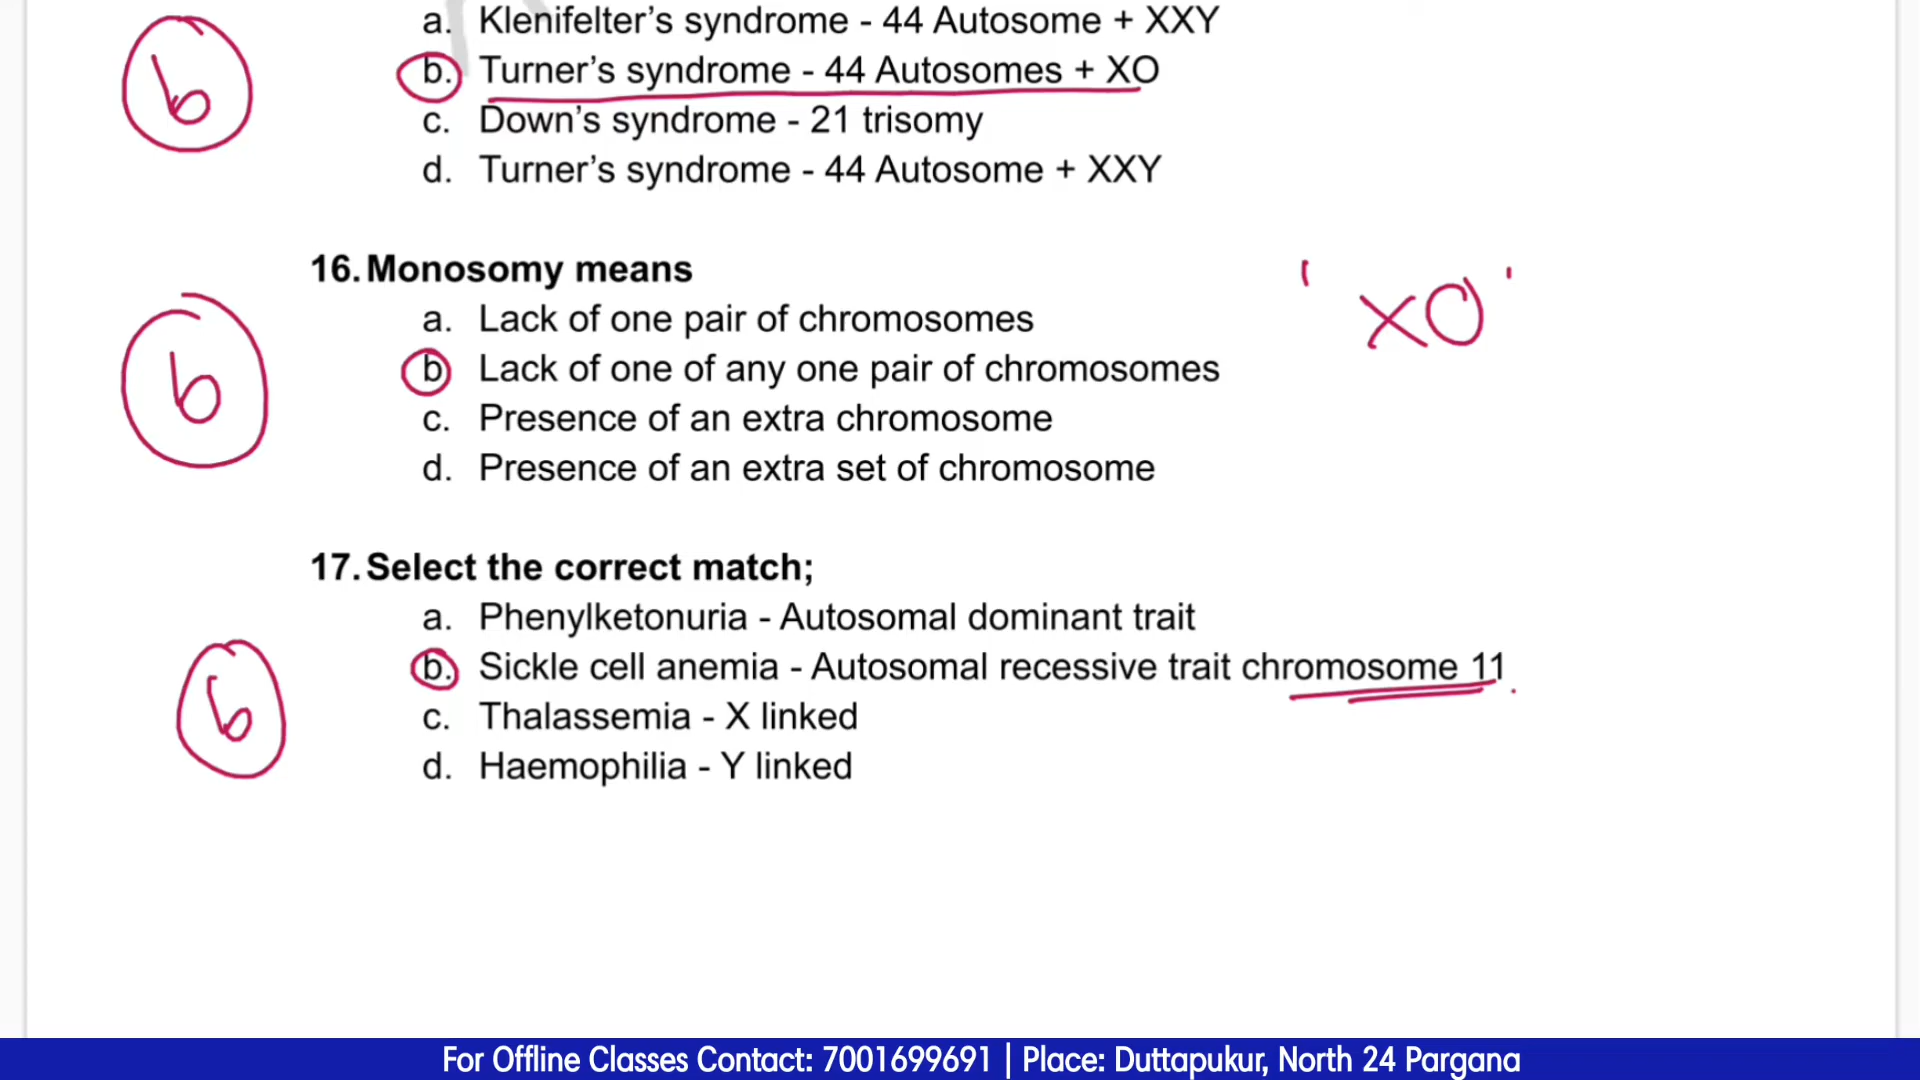 a. Klenifelter’s syndrome - 44 Autosome + XXY
b. Turner’s syndrome - 44 Autosomes + XO
b
c. Down’s syndrome - 21 trisomy
d. Turner’s syndrome - 44 Autosome + XXY
16. Monosomy means
' XO '
a. Lack of one pair of chromosomes
b Lack of one of any one pair of chromosomes
b
c. Presence of an extra chromosome
d. Presence of an extra set of chromosome
17. Select the correct match;
a. Phenylketonuria - Autosomal dominant trait
b. Sickle cell anemia - Autosomal recessive trait chromosome 11.
b
c. Thalassemia - X linked
d. Haemophilia - Y linked
For Offline Classes Contact: 7001699691 | Place: Duttapukur, North 24 Pargana